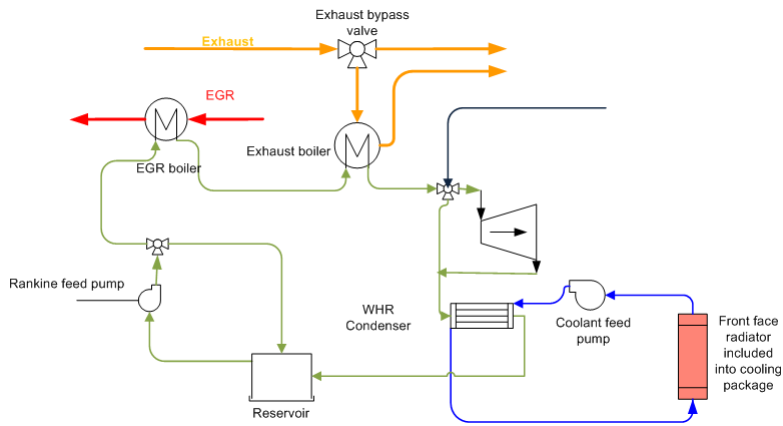 Exhaust bypass
valve
Exhaust
EGR
Exhaust boiler
EGR boiler
Rankine feed pump
WHR
Condenser
Coolant feed
pump
Front face
radiator
included
into cooling
package
Reservoir